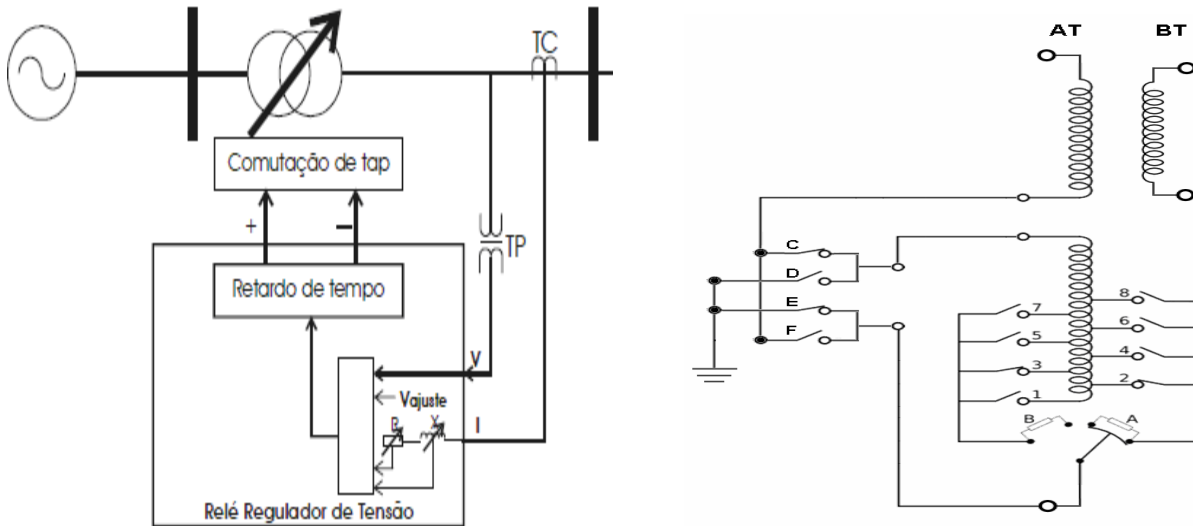 TC
Comutação de tap
+
−
TP
Retardo de tempo
V
Vajuste
R
X
I
Relé Regulador de Tensão
AT
BT
C
D
E
F
8
7
6
5
4
3
2
1
B
A